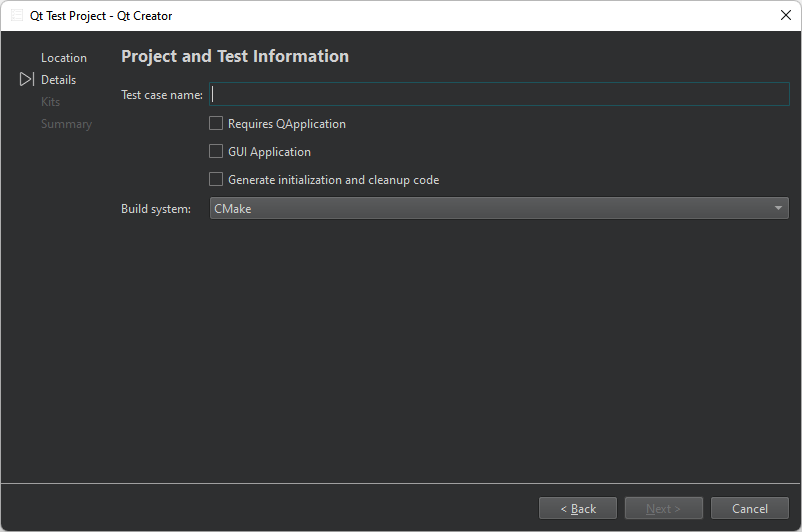 Qt Test Project - Qt Creator
Location
Details
Kits
Summary
Project and Test Information
Test case name:
Requires QApplication
GUI Application
Generate initialization and cleanup code
Build system: CMake
< Back Next > Cancel